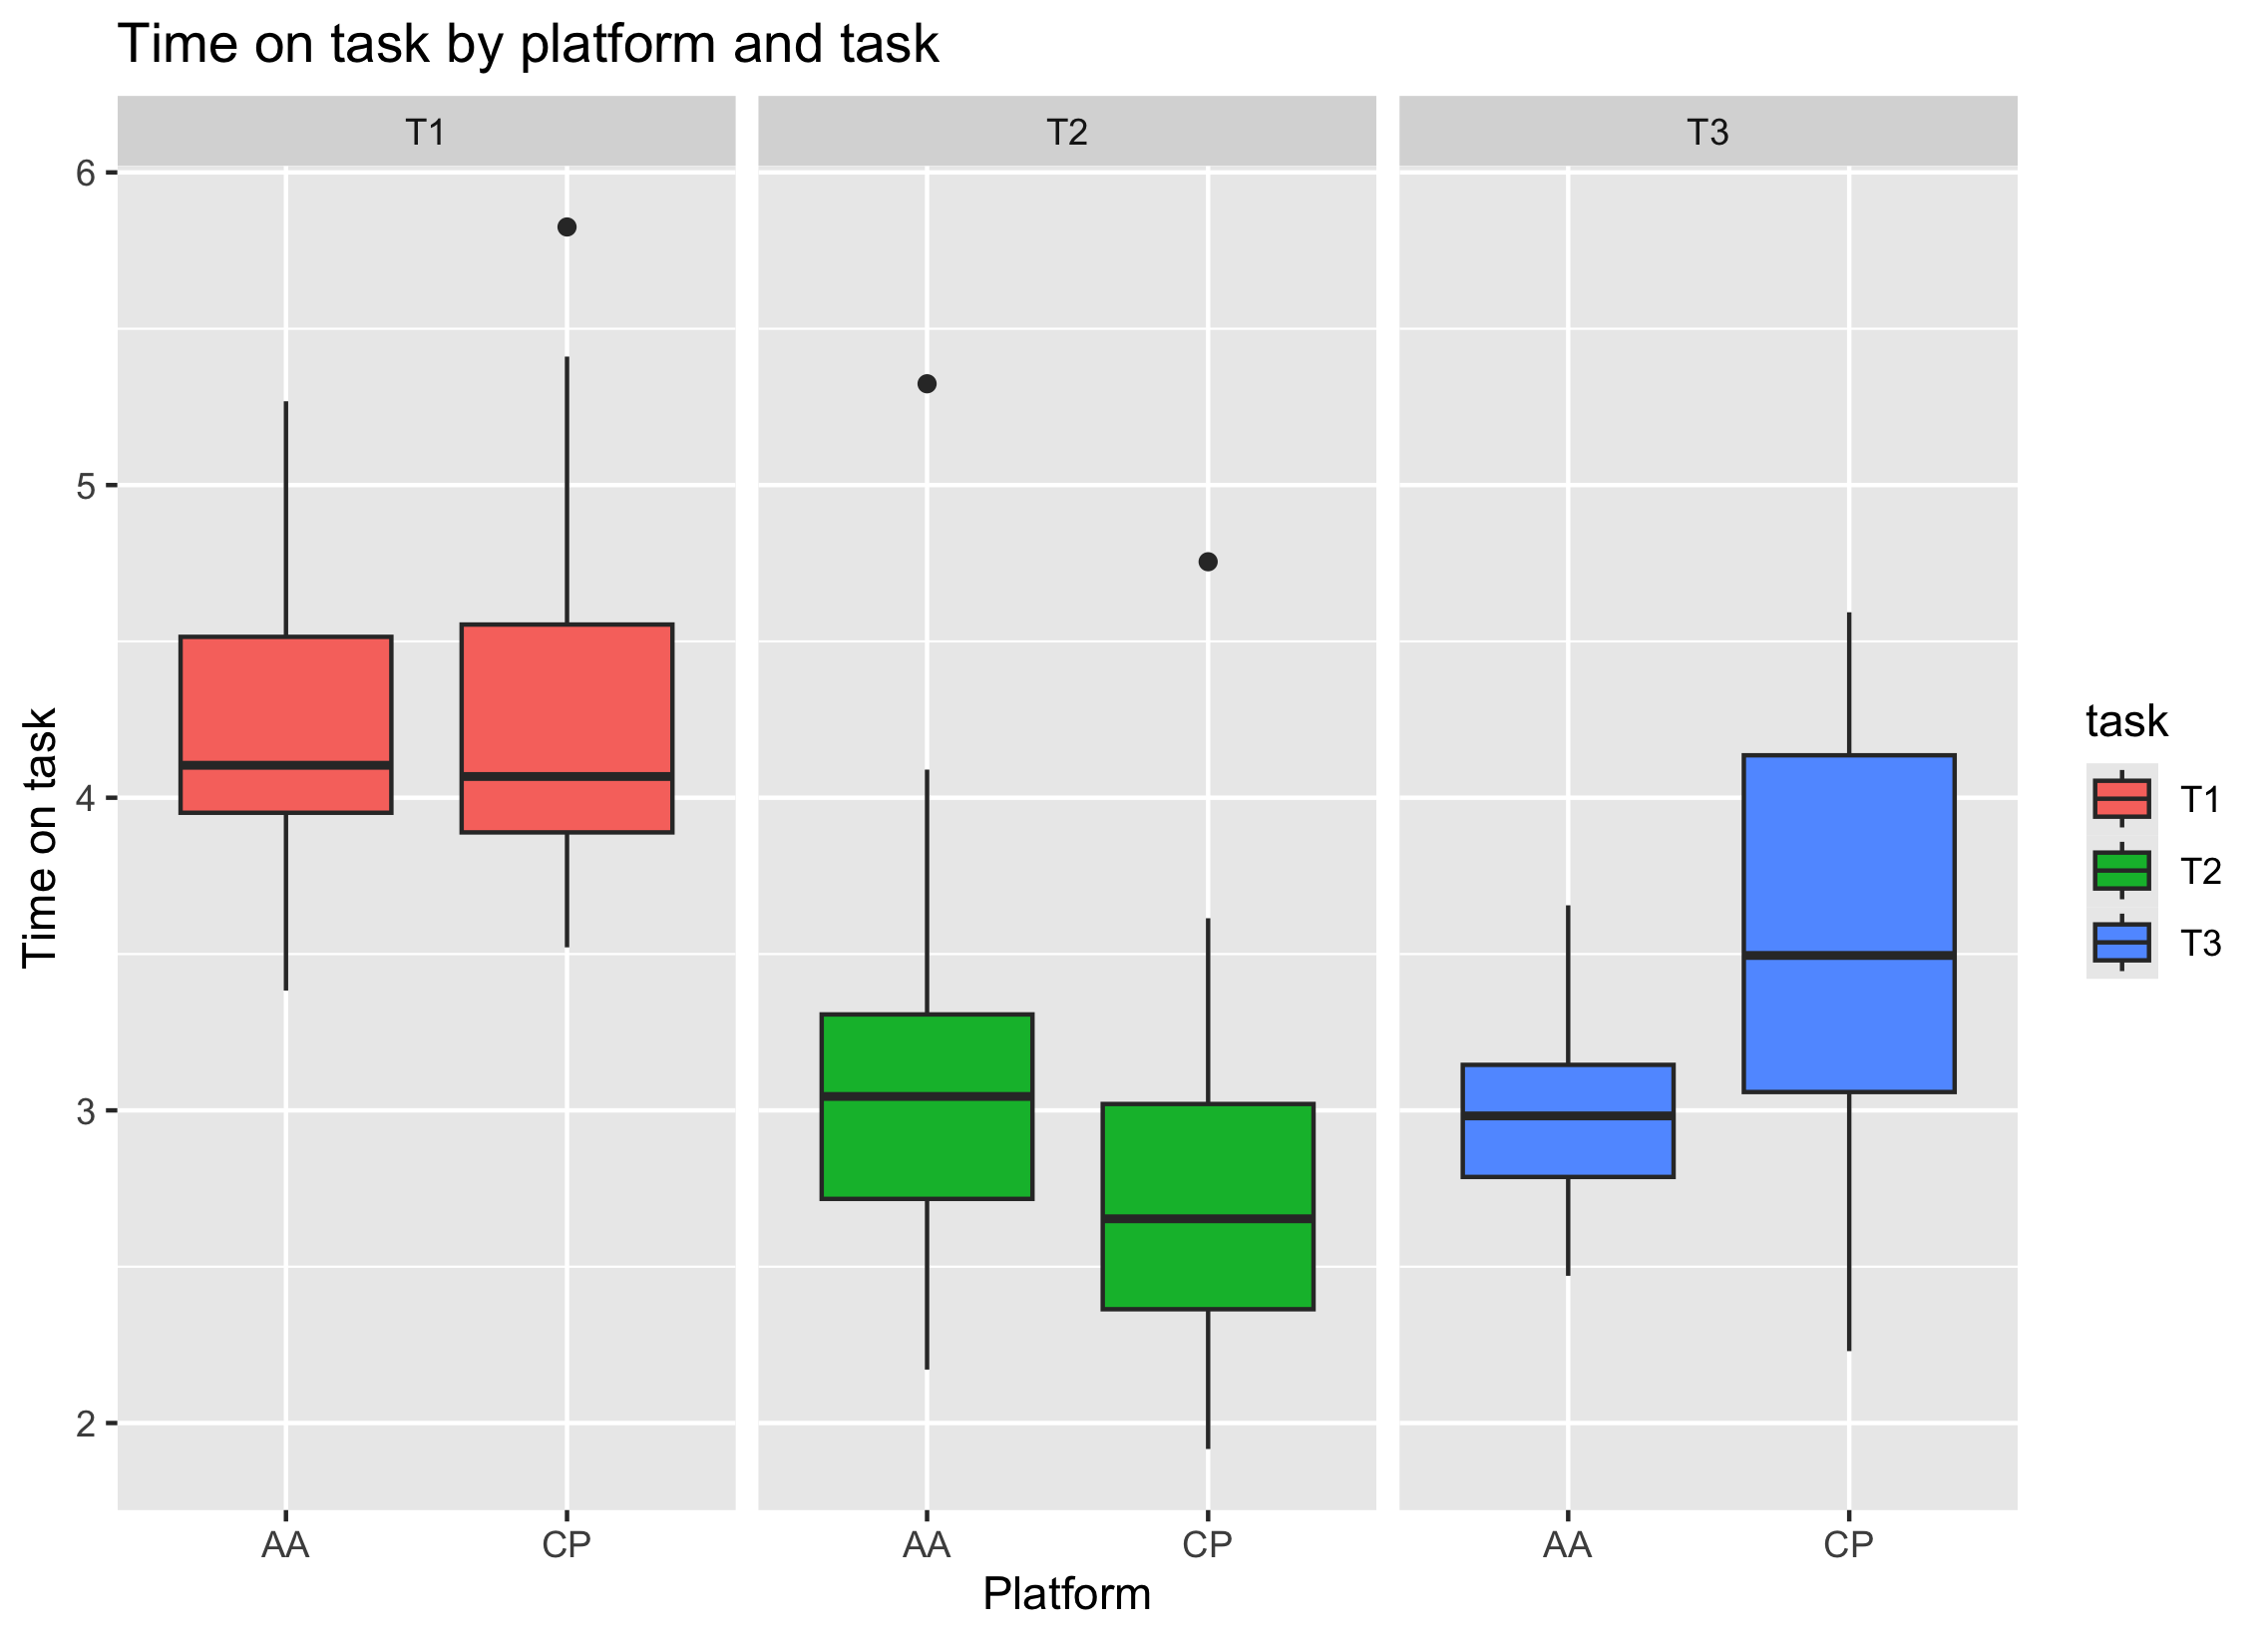 Time on task by platform and task
T1
T2
T3
6
5
4
3
2
Time on task
AA
CP
AA
CP
AA
CP
Platform
task
T1
T2
T3